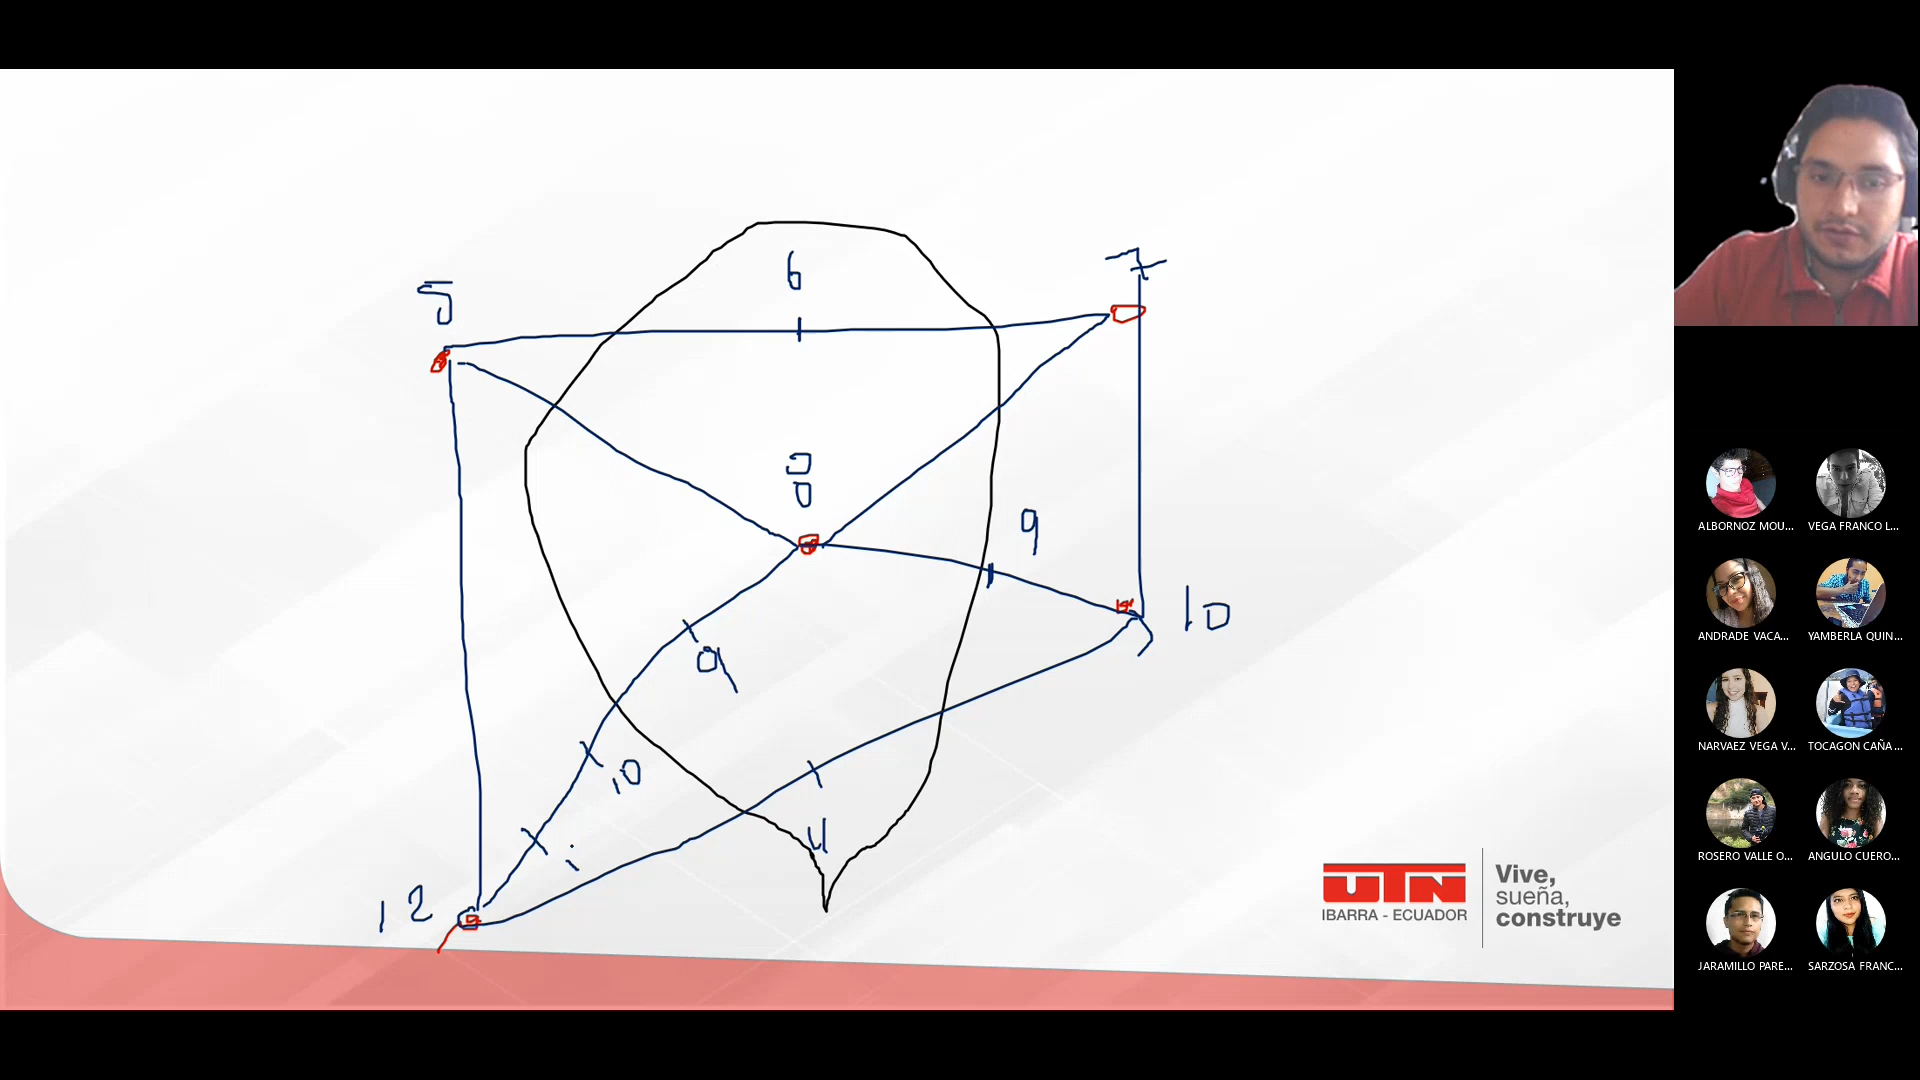 6
7
5
8
9
10
9
10
4
12
UTN
IBARRA - ECUADOR
Vive,
sueña,
construye
ALBORNOZ MOU...
VEGA FRANCO L...
ANDRADE VACA...
YAMBERLA QUIN...
NARVAEZ VEGA V...
TOCAGON CAÑA...
ROSERO VALLE O...
ANGULO CUERO...
JARAMILLO PARE...
SARZOSA FRANC...